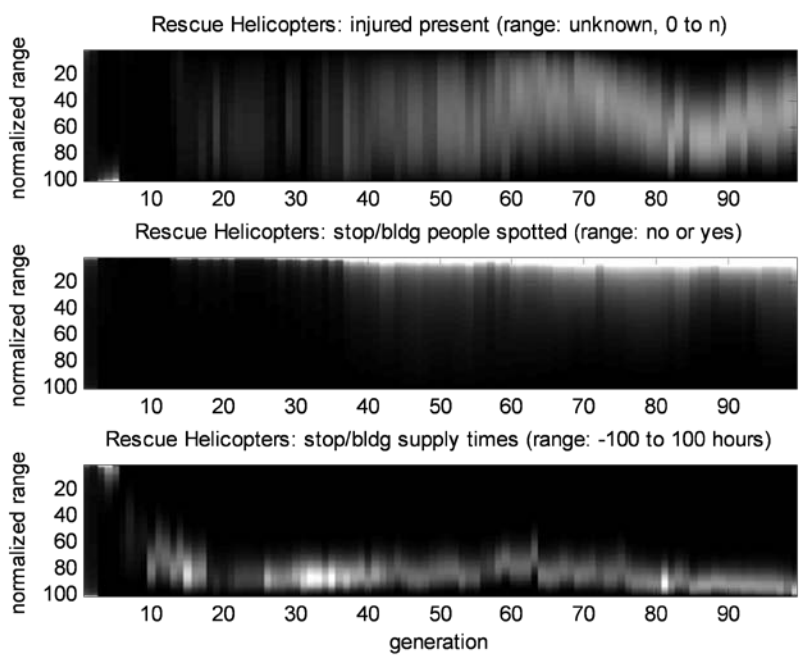 Rescue Helicopters: injured present (range: unknown, 0 to n)
normalized range
20
40
60
80
100
10 20 30 40 50 60 70 80 90
Rescue Helicopters: stop/bldg people spotted (range: no or yes)
normalized range
20
40
60
80
100
10 20 30 40 50 60 70 80 90
Rescue Helicopters: stop/bldg supply times (range: -100 to 100 hours)
normalized range
20
40
60
80
100
10 20 30 40 50 60 70 80 90
generation